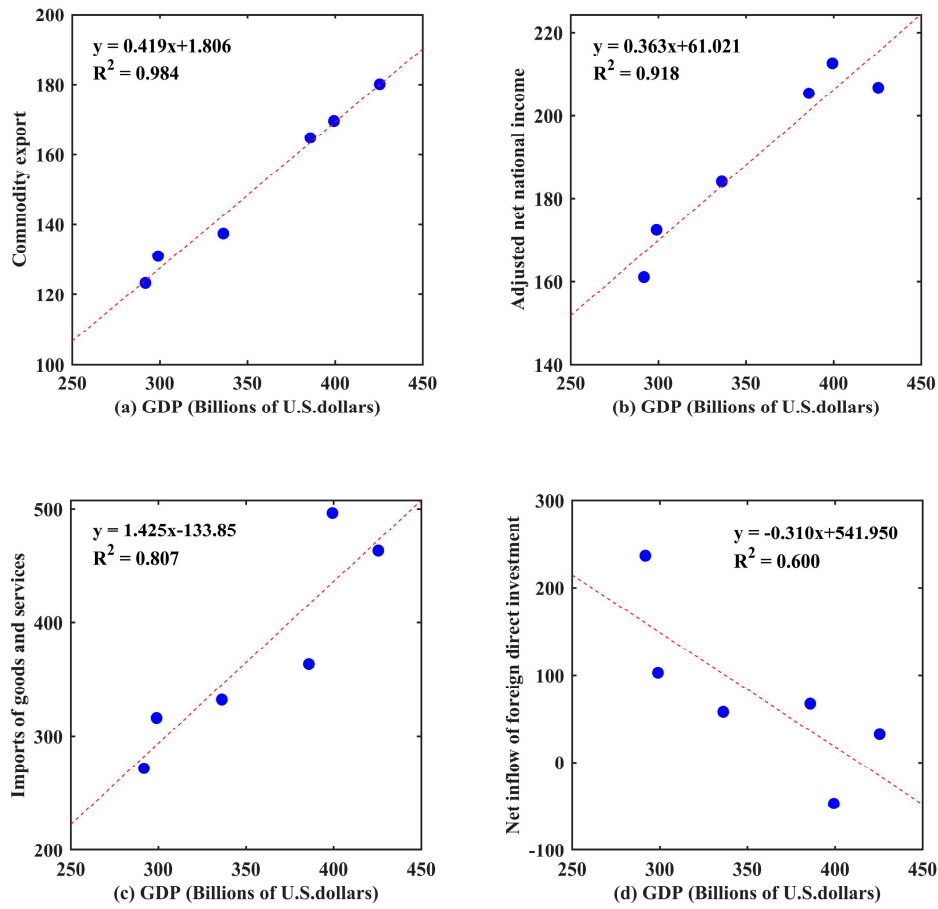 y = 0.419x+1.806
R² = 0.984
Commodity export
180
160
140
120
100
250 300 350 400 450
(a) GDP (Billions of U.S.dollars)
y = 0.363x+61.021
R² = 0.918
Adjusted net national income
220
200
180
160
140
250 300 350 400 450
(b) GDP (Billions of U.S.dollars)
y = 1.425x-133.85
R² = 0.807
Imports of goods and services
500
400
300
200
250 300 350 400 450
(c) GDP (Billions of U.S.dollars)
y = -0.310x+541.950
R² = 0.600
Net inflow of foreign direct investment
300
200
100
0
-100
250 300 350 400 450
(d) GDP (Billions of U.S.dollars)